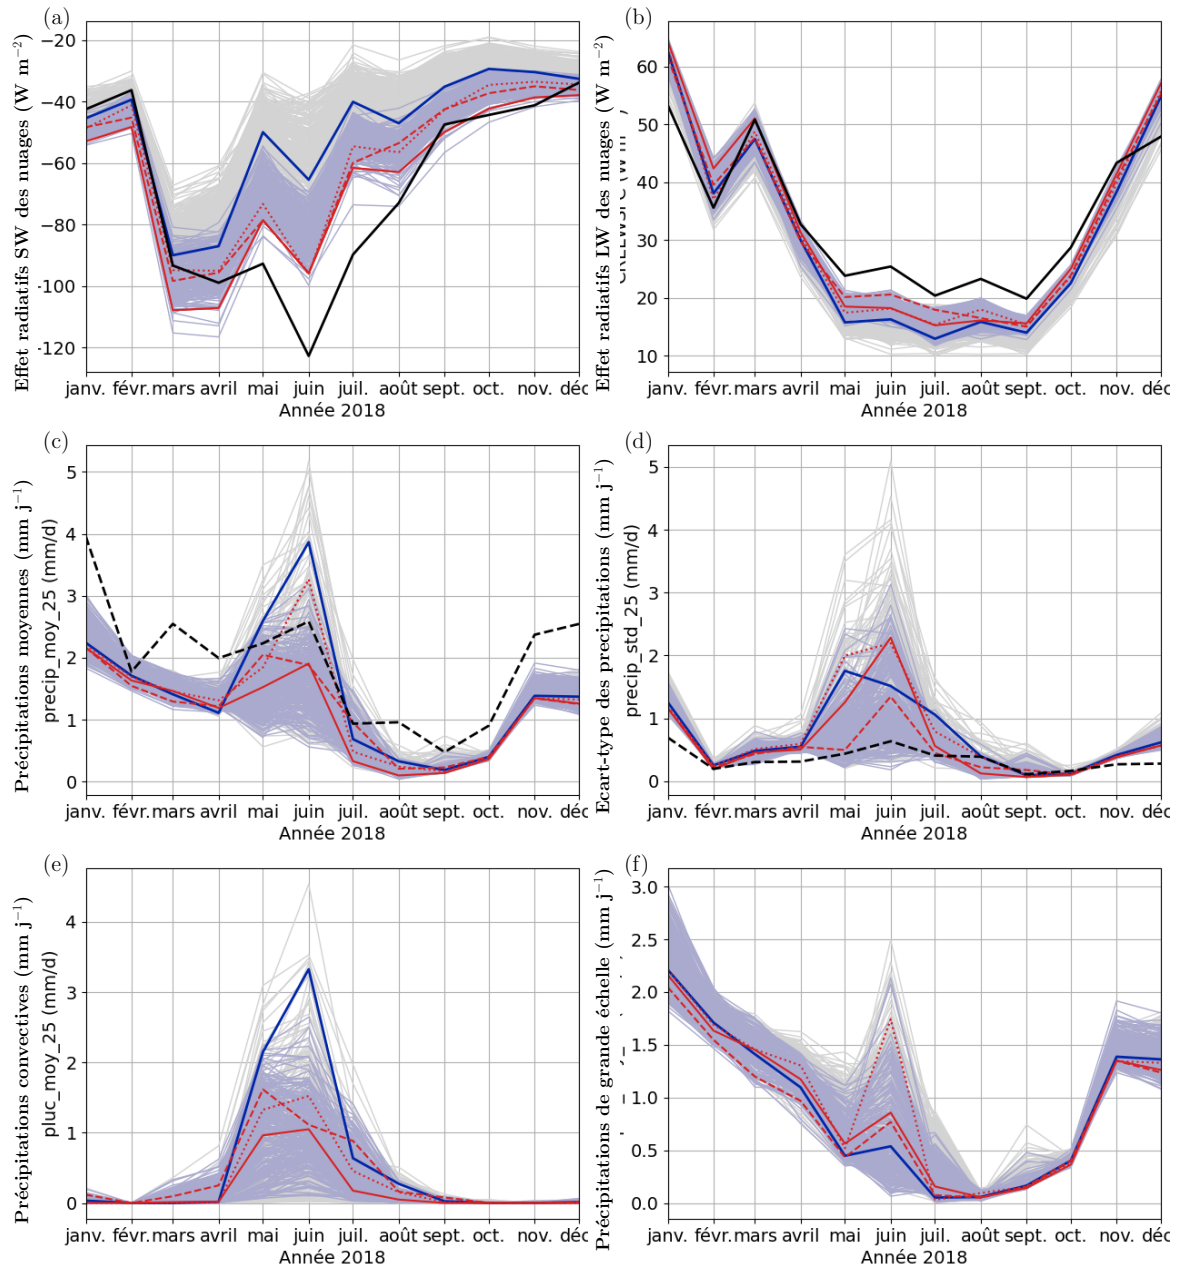 (a)
Effet radiatifs SW des nuages (W m⁻²)
−20
−40
−60
−80
-100
-120
janv. févr. mars avril mai juin juil. août sept. oct. nov. déc
Année 2018
(b)
Effet radiatifs LW des nuages (W m⁻²)
60
50
40
30
20
10
janv. févr. mars avril mai juin juil. août sept. oct. nov. déc
Année 2018
(c)
Précipitations moyennes (mm j⁻¹)
precip_moy_25 (mm/d)
5
4
3
2
1
0
janv. févr. mars avril mai juin juil. août sept. oct. nov. déc
Année 2018
(d)
Ecart-type des precipitations (mm j⁻¹)
precip_std_25 (mm/d)
5
4
3
2
1
0
janv. févr. mars avril mai juin juil. août sept. oct. nov. déc
Année 2018
(e)
Précipitations convectives (mm j⁻¹)
pluc_moy_25 (mm/d)
4
3
2
1
0
janv. févr. mars avril mai juin juil. août sept. oct. nov. déc
Année 2018
(f)
Précipitations de grande échelle (mm j⁻¹)
3.0
2.5
2.0
1.5
1.0
0.5
0.0
janv. févr. mars avril mai juin juil. août sept. oct. nov. déc
Année 2018